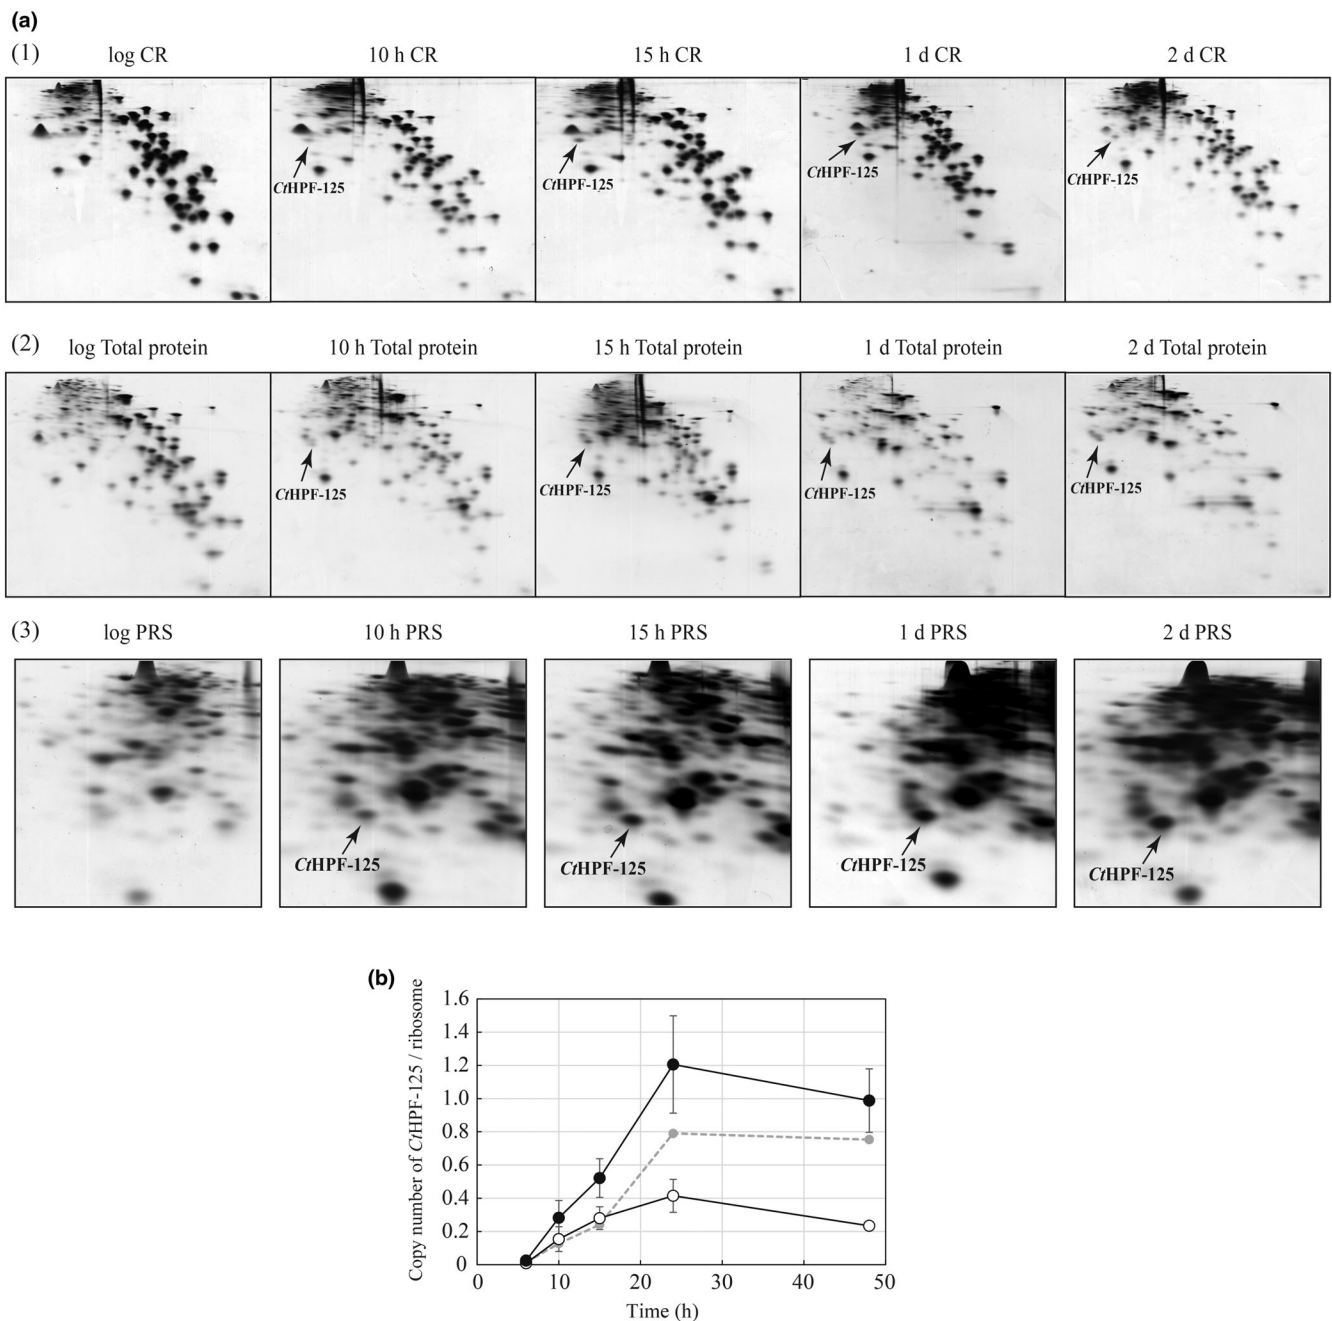 (a)
(1) log CR 10 h CR 15 h CR 1 d CR 2 d CR
CtHPF-125 CtHPF-125 CtHPF-125 CtHPF-125
(2) log Total protein 10 h Total protein 15 h Total protein 1 d Total protein 2 d Total protein
CtHPF-125 CtHPF-125 CtHPF-125 CtHPF-125
(3) log PRS 10 h PRS 15 h PRS 1 d PRS 2 d PRS
CtHPF-125 CtHPF-125 CtHPF-125 CtHPF-125
(b)
Copy number of CtHPF-125 / ribosome
1.6
1.4
1.2
1.0
0.8
0.6
0.4
0.2
0
0 10 20 30 40 50
Time (h)